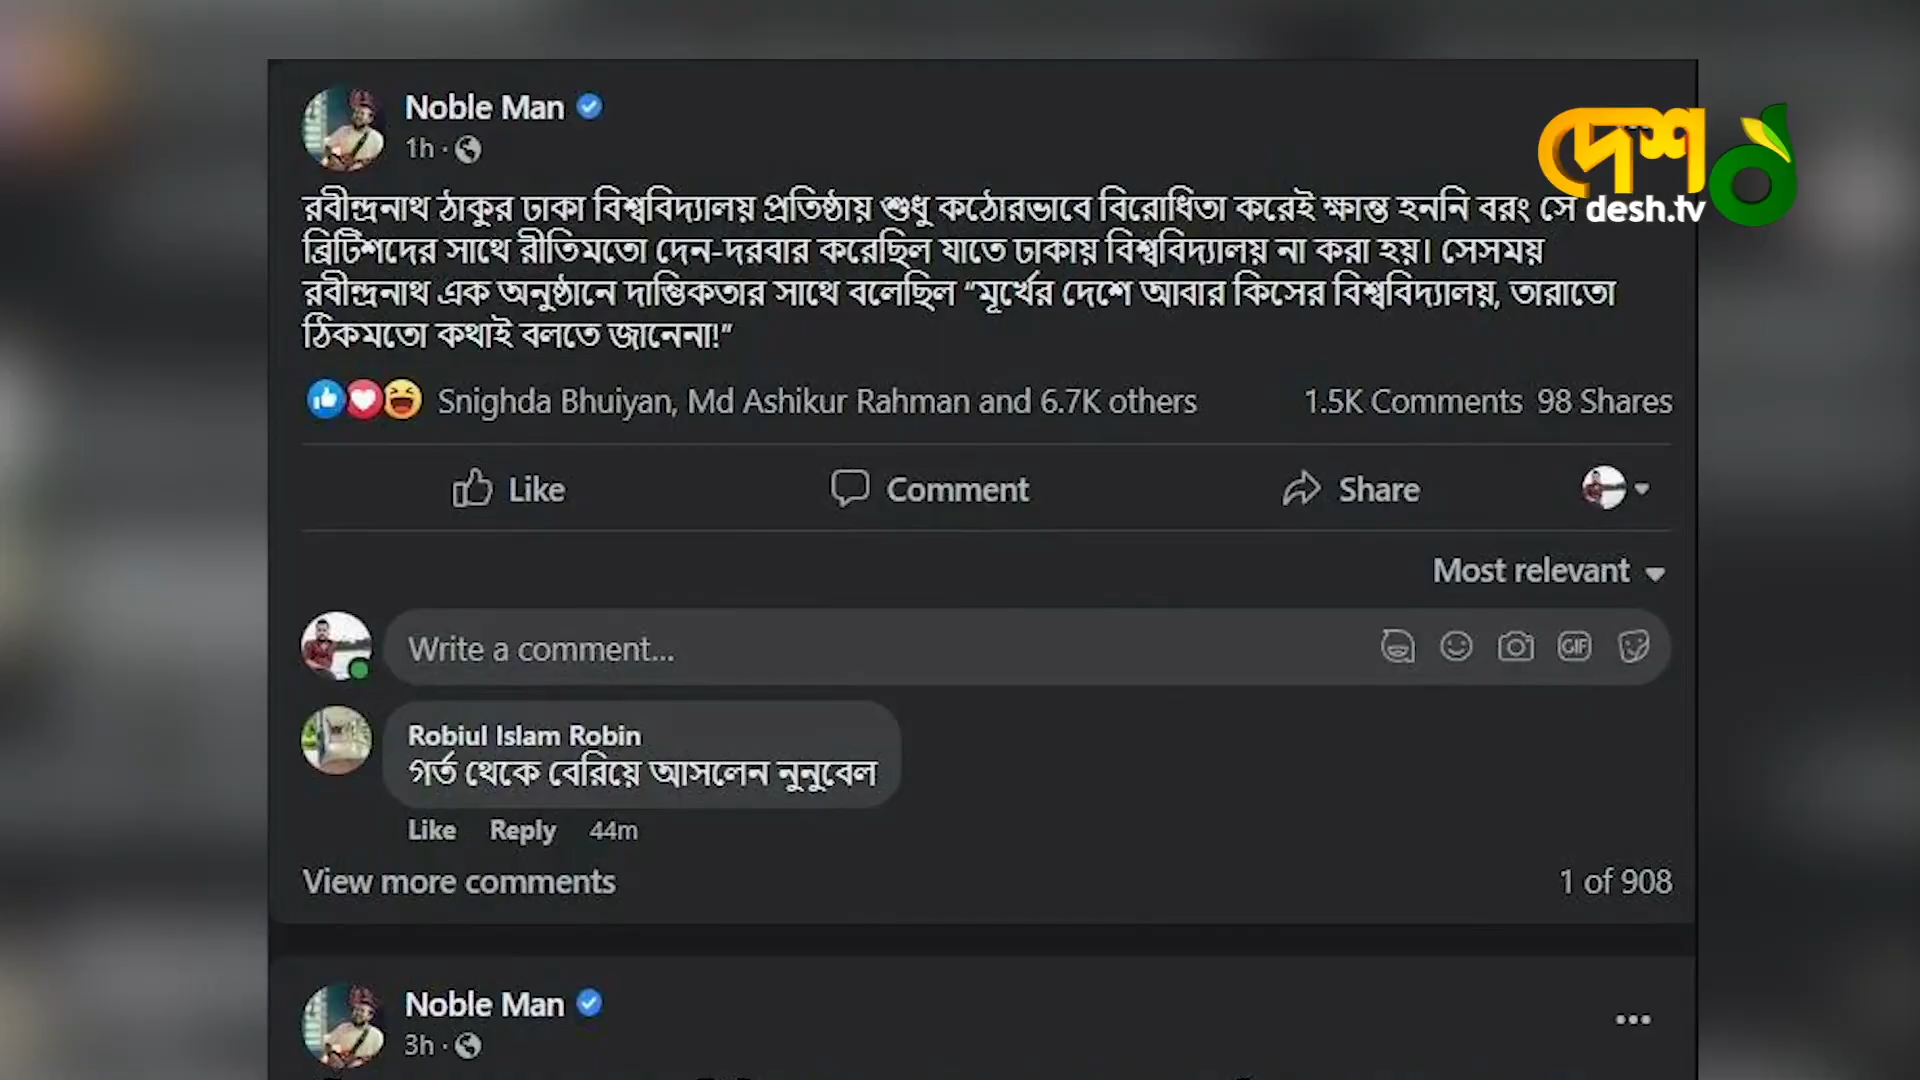 Noble Man
1h ·
রবীন্দ্রনাথ ঠাকুর ঢাকা বিশ্ববিদ্যালয় প্রতিষ্ঠায় শুধু কঠোরভাবে বিরোধিতা করেই ক্ষান্ত হননি বরং সে
ব্রিটিশদের সাথে রীতিমতো দেন-দরবার করেছিল যাতে ঢাকায় বিশ্ববিদ্যালয় না করা হয়। সেসময়
রবীন্দ্রনাথ এক অনুষ্ঠানে দাম্ভিকতার সাথে বলেছিল “মূর্খের দেশে আবার কিসের বিশ্ববিদ্যালয়, তারাতো
ঠিকমতো কথাই বলতে জানেনা!”
দেশ
desh.tv
Snighda Bhuiyan, Md Ashikur Rahman and 6.7K others 1.5K Comments 98 Shares
Like Comment Share
Most relevant
Write a comment... GIF
Robiul Islam Robin
গর্ত থেকে বেরিয়ে আসলেন নুনুবেল
Like Reply 44m
View more comments 1 of 908
Noble Man
3h ·